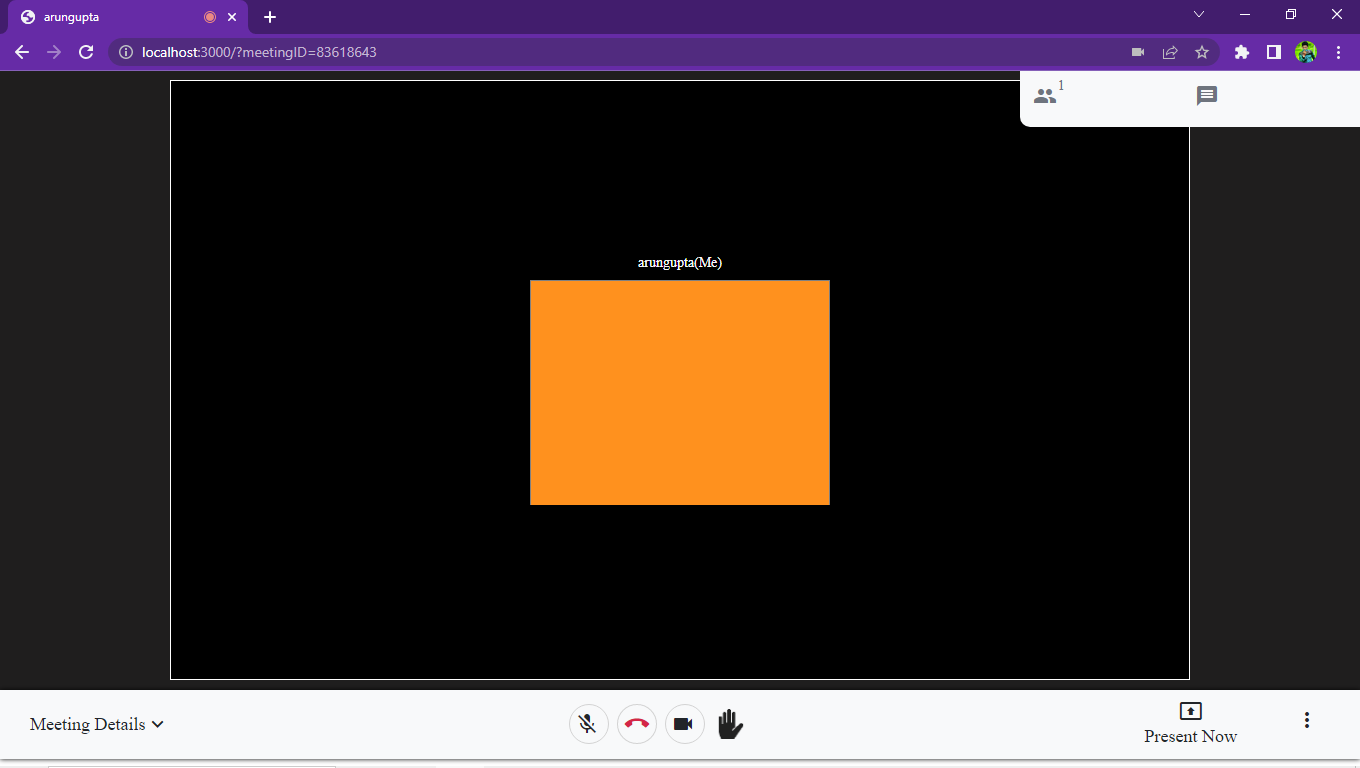 arungupta
localhost:3000/?meetingID=83618643
1
arungupta(Me)
Meeting Details
Present Now